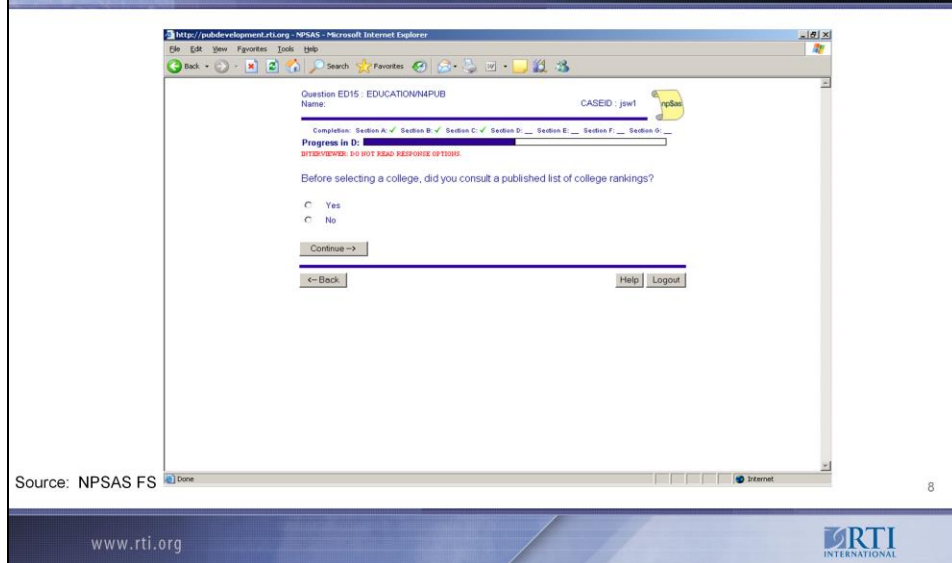 http://pubdevelopment.rti.org - NPSAS - Microsoft Internet Explorer
File Edit View Favorites Tools Help
Back Search Favorites
Question ED15 : EDUCATION/N4PUB
Name: CASEID : jsw1 np$as
Completion: Section A: ✓ Section B: ✓ Section C: ✓ Section D: __ Section E: __ Section F: __ Section G: __
Progress in D:
INTERVIEWER: DO NOT READ RESPONSE OPTIONS.
Before selecting a college, did you consult a published list of college rankings?
Yes
No
Continue -->
<-- Back Help Logout
Done Internet
Source: NPSAS FS
8
www.rti.org RTI
INTERNATIONAL